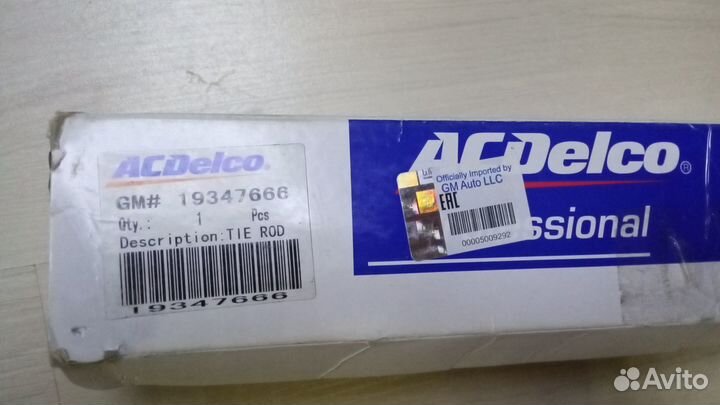 ACDelco®
GM# 19347666
Qty.: 1 Pcs
Description:TIE ROD
19347666
ACDelco®
ssional
Officially Imported by
GM Auto LLC
EAC
00005009292
Avito